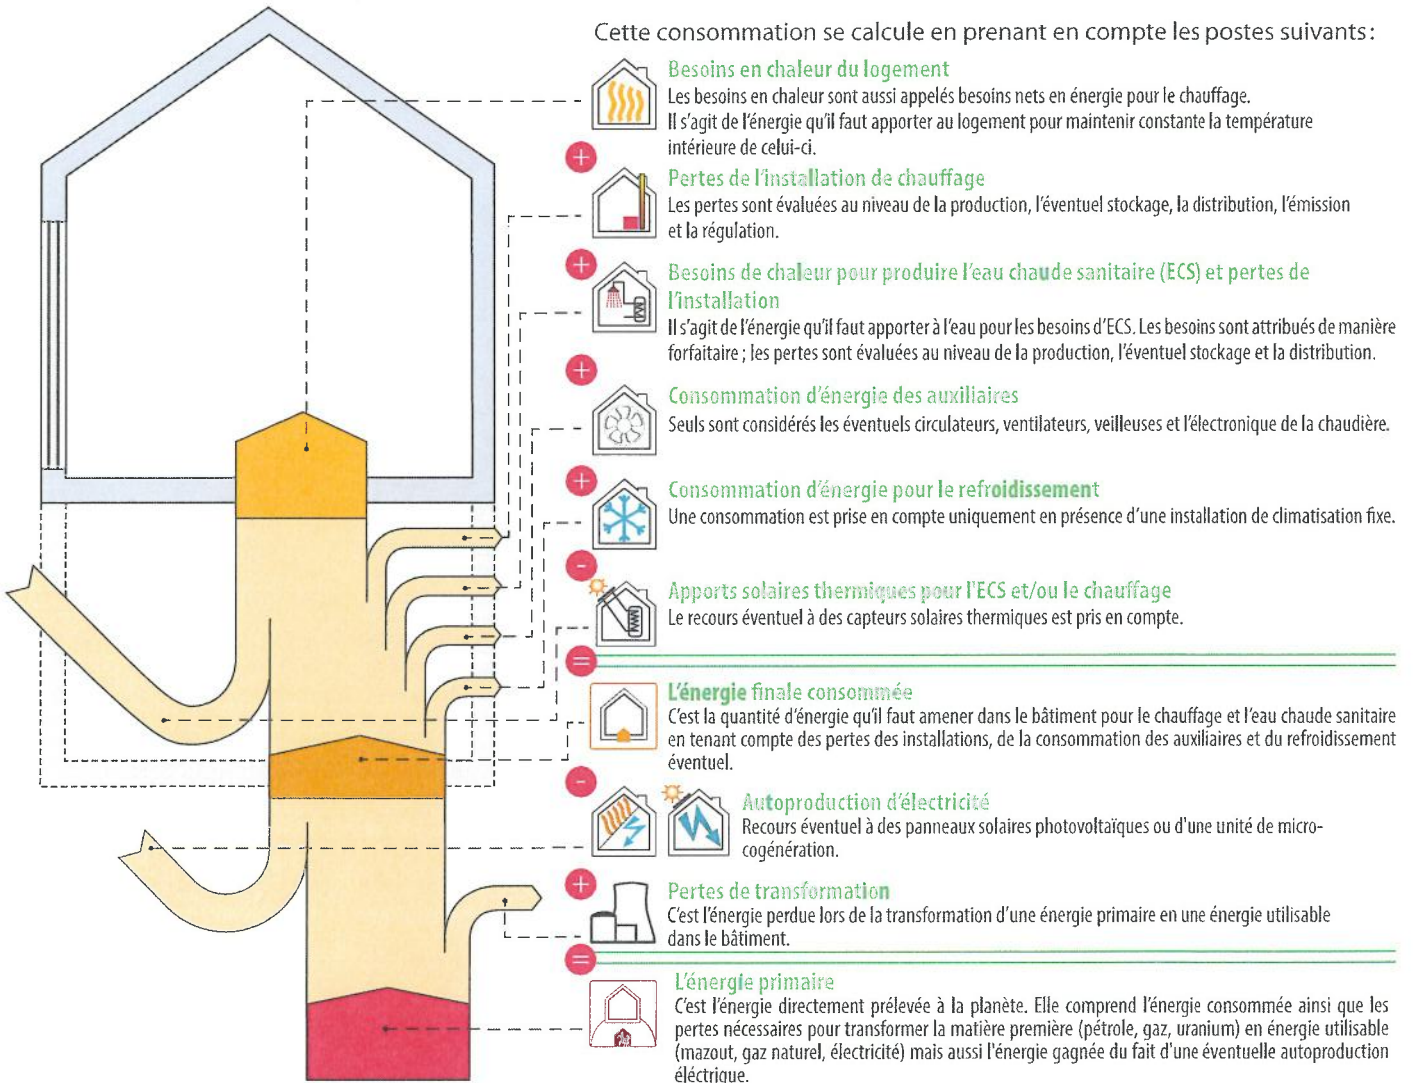 Cette consommation se calcule en prenant en compte les postes suivants :
Besoins en chaleur du logement
Les besoins en chaleur sont aussi appelés besoins nets en énergie pour le chauffage.
Il s'agit de l'énergie qu'il faut apporter au logement pour maintenir constante la température
intérieure de celui-ci.
+
Pertes de l'installation de chauffage
Les pertes sont évaluées au niveau de la production, l'éventuel stockage, la distribution, l'émission
et la régulation.
+
Besoins de chaleur pour produire l'eau chaude sanitaire (ECS) et pertes de
l'installation
Il s'agit de l'énergie qu'il faut apporter à l'eau pour les besoins d'ECS. Les besoins sont attribués de manière
forfaitaire ; les pertes sont évaluées au niveau de la production, l'éventuel stockage et la distribution.
+
Consommation d'énergie des auxiliaires
Seuls sont considérés les éventuels circulateurs, ventilateurs, veilleuses et l'électronique de la chaudière.
+
Consommation d'énergie pour le refroidissement
Une consommation est prise en compte uniquement en présence d'une installation de climatisation fixe.
-
Apports solaires thermiques pour l'ECS et/ou le chauffage
Le recours éventuel à des capteurs solaires thermiques est pris en compte.
=
L'énergie finale consommée
C'est la quantité d'énergie qu'il faut amener dans le bâtiment pour le chauffage et l'eau chaude sanitaire
en tenant compte des pertes des installations, de la consommation des auxiliaires et du refroidissement
éventuel.
-
Autoproduction d'électricité
Recours éventuel à des panneaux solaires photovoltaïques ou d'une unité de micro-
cogénération.
+
Pertes de transformation
C'est l'énergie perdue lors de la transformation d'une énergie primaire en une énergie utilisable
dans le bâtiment.
=
L'énergie primaire
C'est l'énergie directement prélevée à la planète. Elle comprend l'énergie consommée ainsi que les
pertes nécessaires pour transformer la matière première (pétrole, gaz, uranium) en énergie utilisable
(mazout, gaz naturel, électricité) mais aussi l'énergie gagnée du fait d'une éventuelle autoproduction
éléctrique.